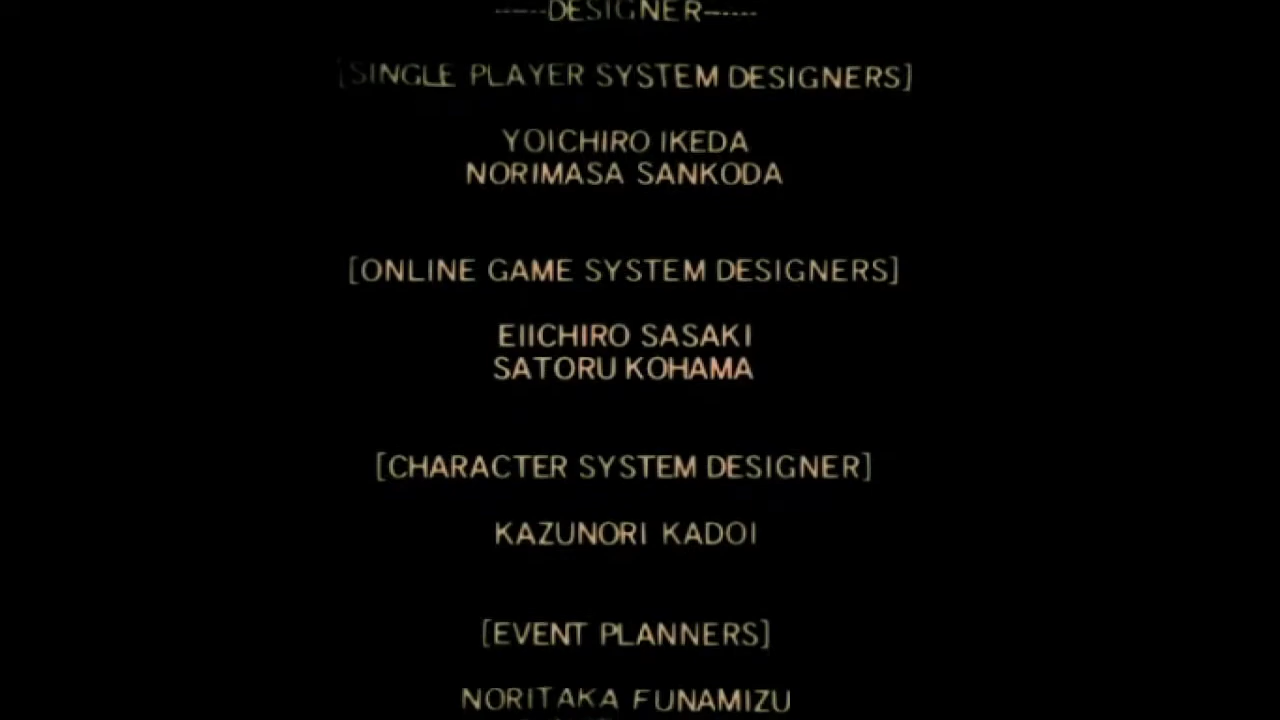 ------DESIGNER------
[SINGLE PLAYER SYSTEM DESIGNERS]
YOICHIRO IKEDA
NORIMASA SANKODA
[ONLINE GAME SYSTEM DESIGNERS]
EIICHIRO SASAKI
SATORU KOHAMA
[CHARACTER SYSTEM DESIGNER]
KAZUNORI KADOI
[EVENT PLANNERS]
NORITAKA FUNAMIZU